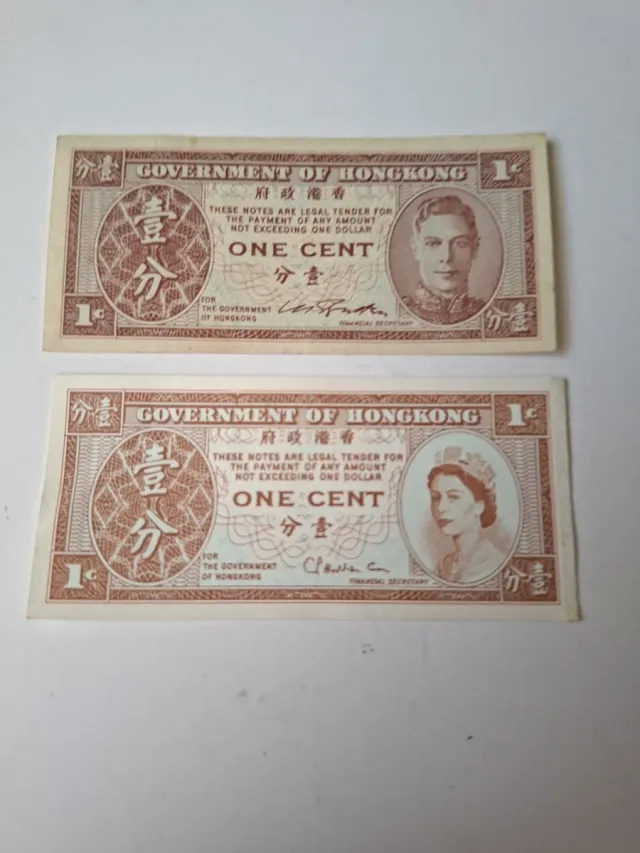 分壹 GOVERNMENT OF HONGKONG 1c
府政港香
THESE NOTES ARE LEGAL TENDER FOR
THE PAYMENT OF ANY AMOUNT
NOT EXCEEDING ONE DOLLAR
壹分
ONE CENT
分壹
FOR
THE GOVERNMENT
OF HONGKONG
FINANCIAL SECRETARY
1c
分壹
分壹 GOVERNMENT OF HONGKONG 1c
府政港香
THESE NOTES ARE LEGAL TENDER FOR
THE PAYMENT OF ANY AMOUNT
NOT EXCEEDING ONE DOLLAR
壹分
ONE CENT
分壹
FOR
THE GOVERNMENT
OF HONGKONG
FINANCIAL SECRETARY
1c
分壹